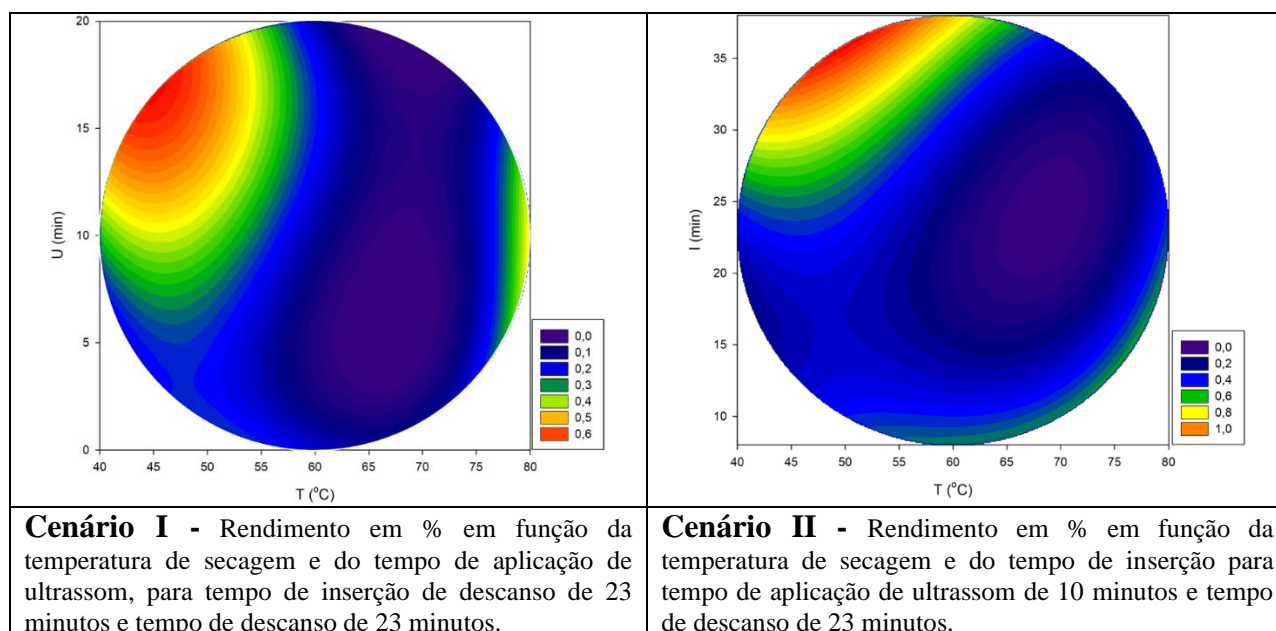 20
15
10
5
0
U (min)
40 45 50 55 60 65 70 75 80
T (°C)
0,0
0,1
0,2
0,3
0,4
0,5
0,6
35
30
25
20
15
10
I (min)
40 45 50 55 60 65 70 75 80
T (°C)
0,0
0,2
0,4
0,6
0,8
1,0
Cenário I - Rendimento em % em função da
temperatura de secagem e do tempo de aplicação de
ultrassom, para tempo de inserção de descanso de 23
minutos e tempo de descanso de 23 minutos.
Cenário II - Rendimento em % em função da
temperatura de secagem e do tempo de inserção para
tempo de aplicação de ultrassom de 10 minutos e tempo
de descanso de 23 minutos.